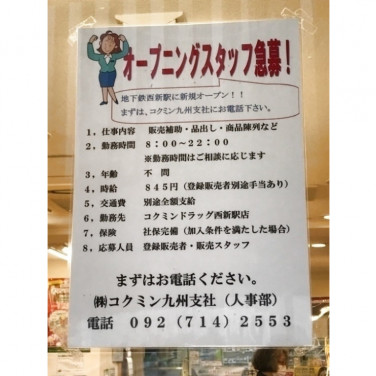 オープニングスタッフ急募！
地下鉄西新駅に新規オープン！！
まずは、コクミン九州支社にお電話下さい。
1，仕事内容　販売補助・品出し・商品陳列など
2，勤務時間　8：00～22：00
※勤務時間はご相談に応じます
3，年齢　不　問
4，時給　845円（登録販売者別途手当あり）
5，交通費　別途全額支給
6，勤務先　コクミンドラッグ西新駅店
7，保険　社保完備（加入条件を満たした場合）
8，応募人員　登録販売者・販売スタッフ
まずはお電話ください。
㈱コクミン九州支社（人事部）
電話　092（714）2553